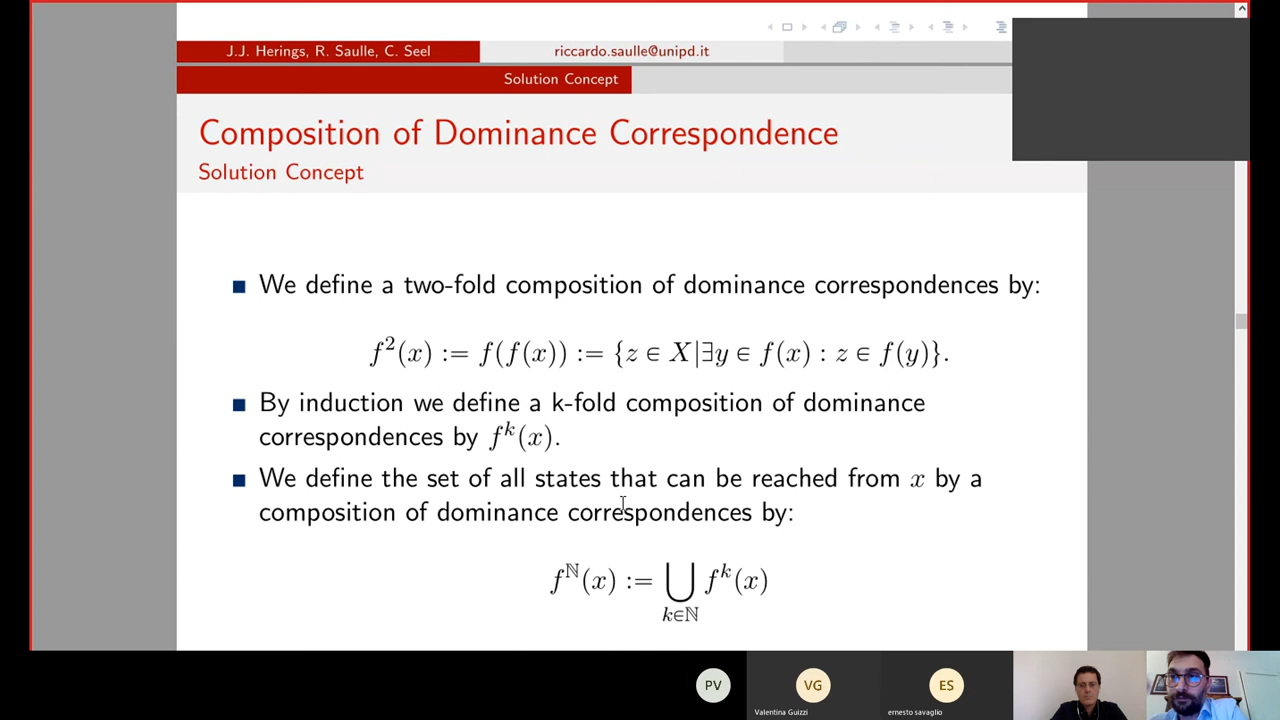 J.J. Herings, R. Saulle, C. Seel
riccardo.saulle@unipd.it
Solution Concept
Composition of Dominance Correspondence
Solution Concept
We define a two-fold composition of dominance correspondences by:
f²(x) := f(f(x)) := {z ∈ X|∃y ∈ f(x) : z ∈ f(y)}.
By induction we define a k-fold composition of dominance
correspondences by fᵏ(x).
We define the set of all states that can be reached from x by a
composition of dominance correspondences by:
f^ℕ(x) := ⋃ fᵏ(x)
k∈ℕ
PV
VG
ES
Valentina Guizzi
ernesto savaglio